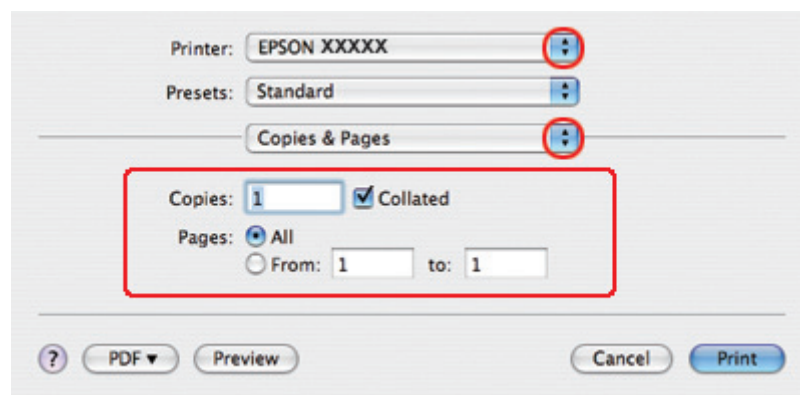 Printer: EPSON XXXXX
Presets: Standard
Copies & Pages
Copies: 1 Collated
Pages: All
From: 1 to: 1
? PDF ▼ Preview Cancel Print